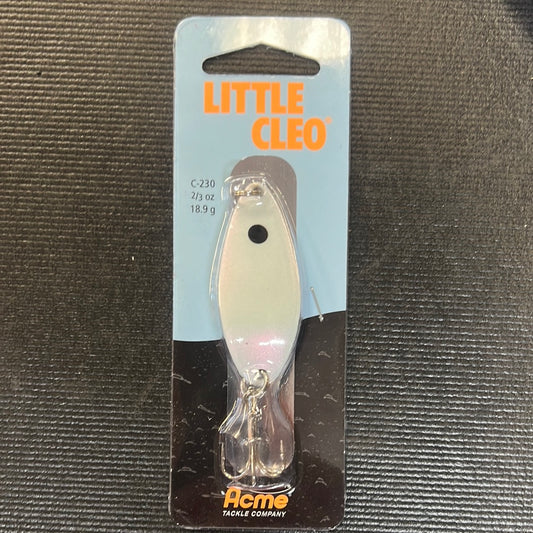 LITTLE
CLEO®
C-230
2/3 oz
18.9 g
Acme
TACKLE COMPANY